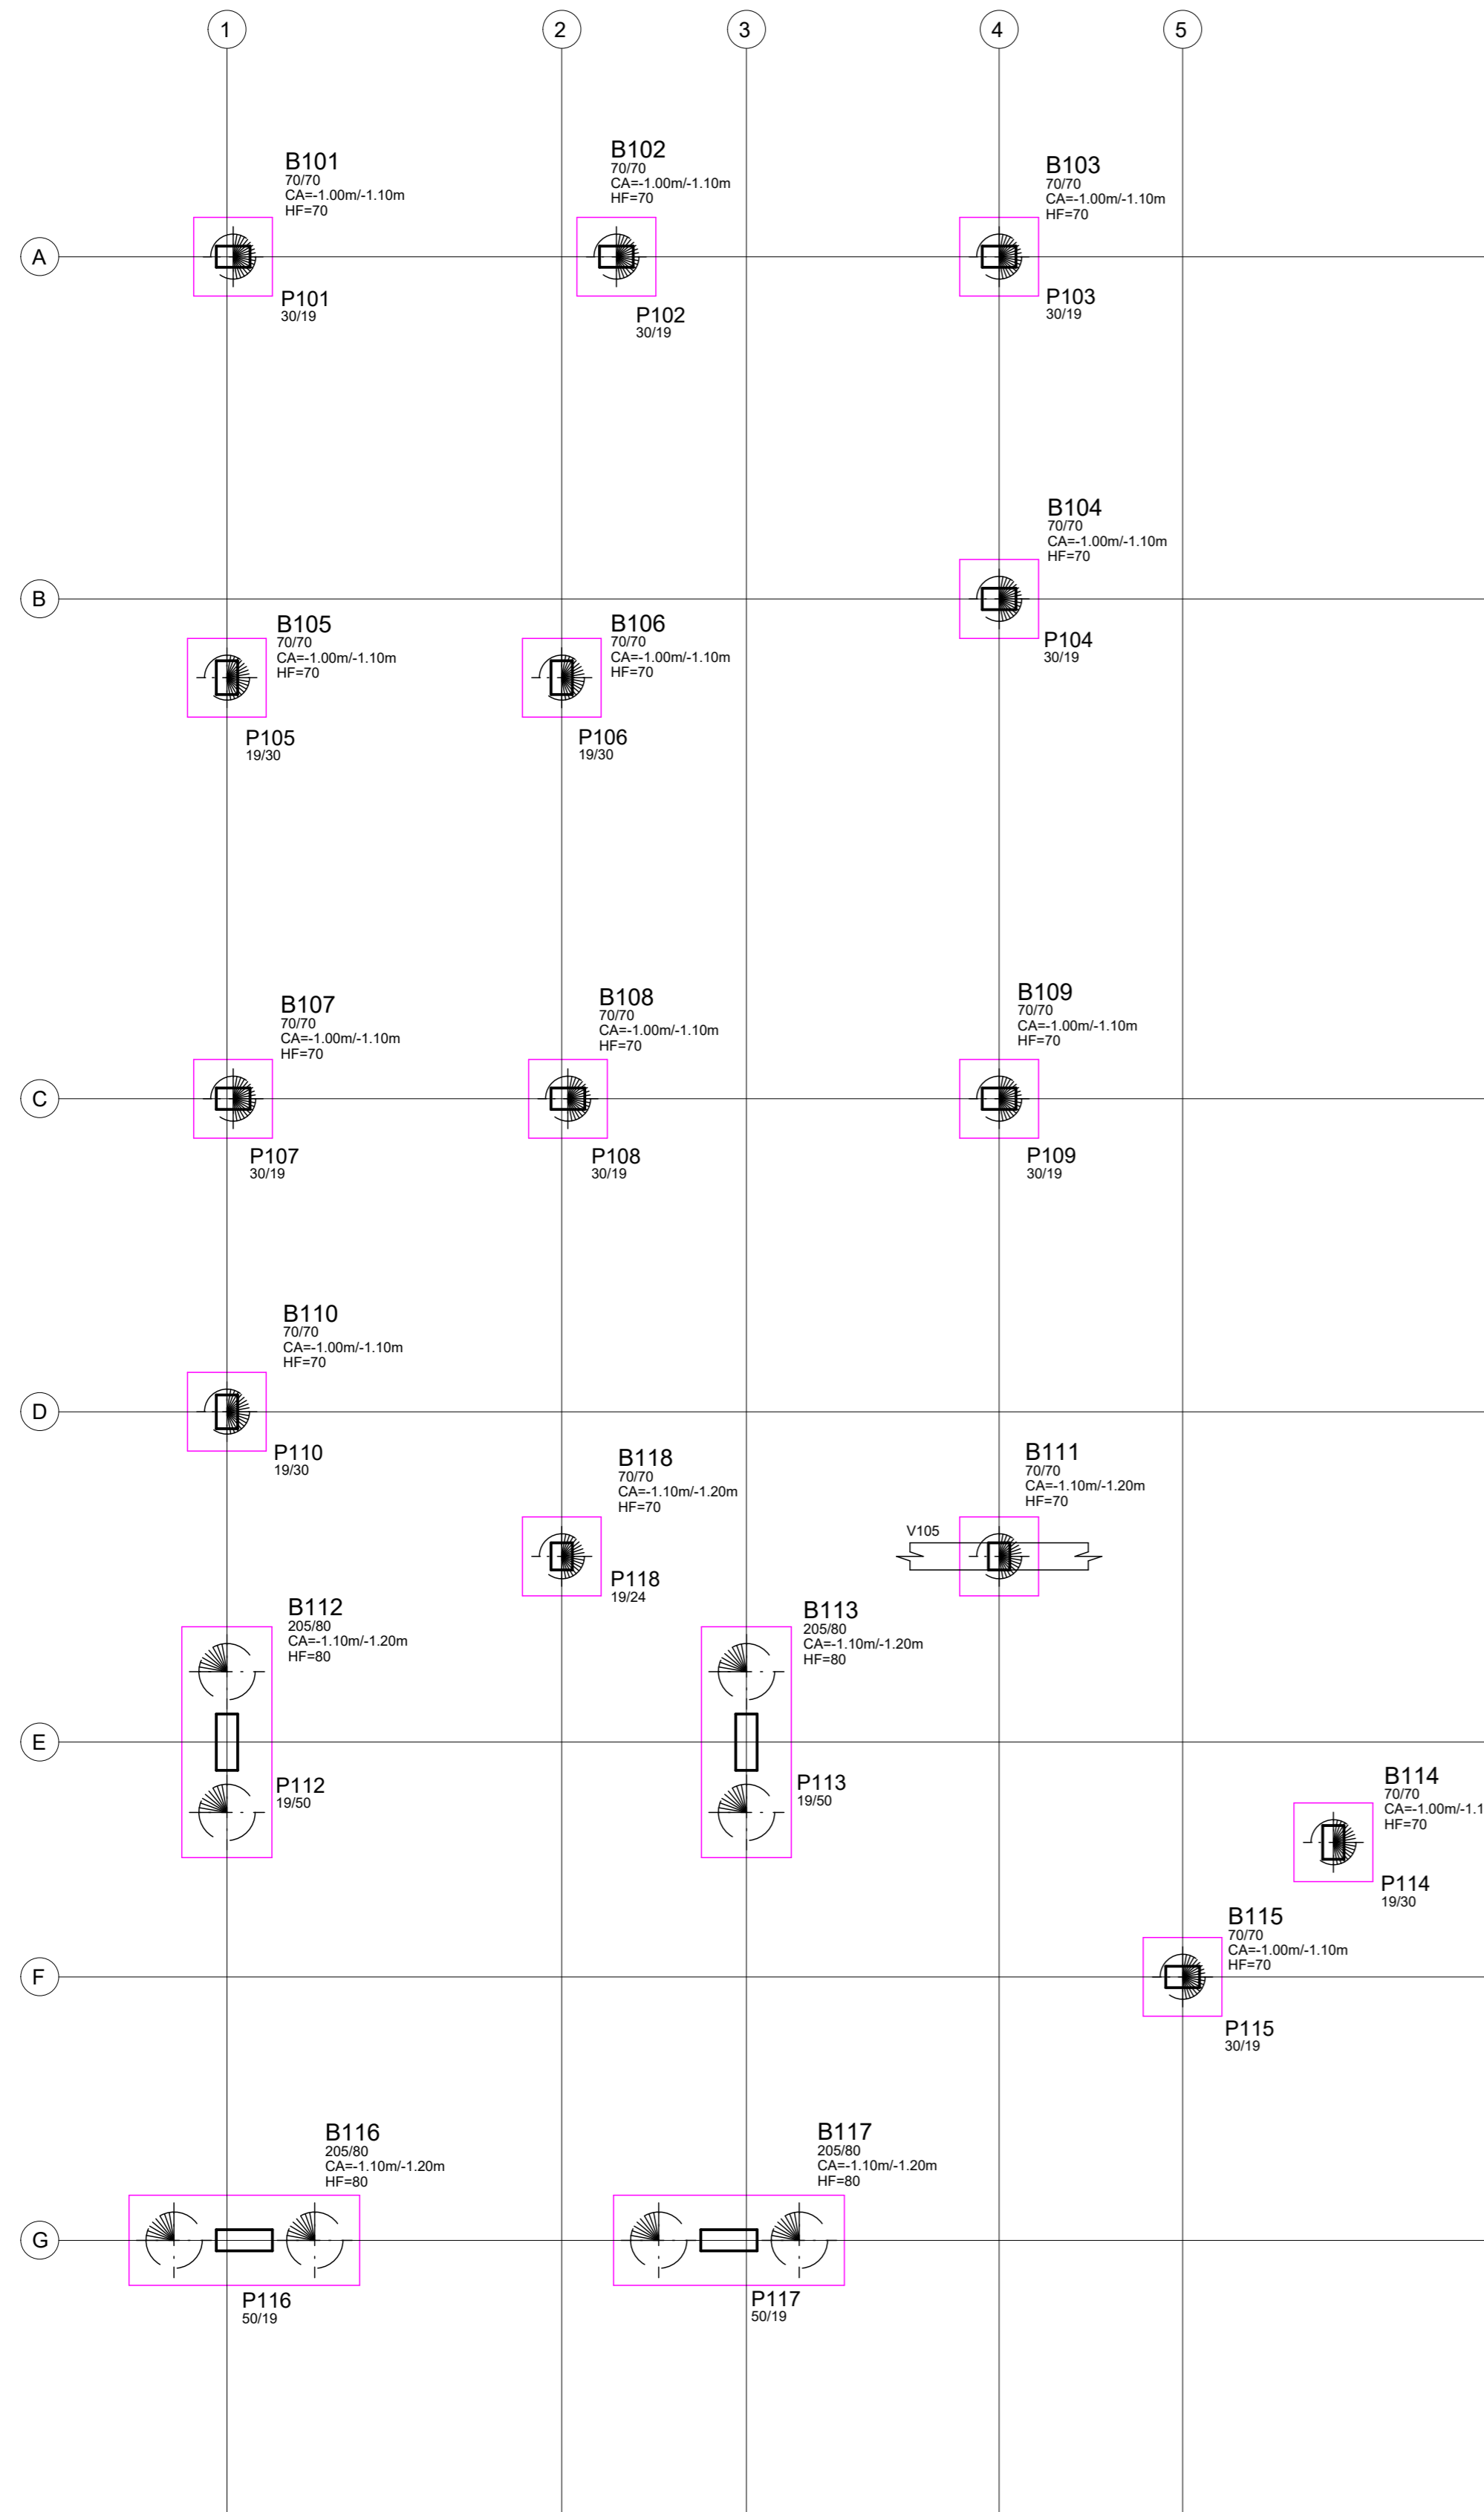 1
2
3
4
5
B101
70/70
CA=-1.00m/-1.10m
HF=70
B102
70/70
CA=-1.00m/-1.10m
HF=70
B103
70/70
CA=-1.00m/-1.10m
HF=70
A
P101
30/19
P102
30/19
P103
30/19
B104
70/70
CA=-1.00m/-1.10m
HF=70
B
P104
30/19
B105
70/70
CA=-1.00m/-1.10m
HF=70
B106
70/70
CA=-1.00m/-1.10m
HF=70
P105
19/30
P106
19/30
B107
70/70
CA=-1.00m/-1.10m
HF=70
B108
70/70
CA=-1.00m/-1.10m
HF=70
B109
70/70
CA=-1.00m/-1.10m
HF=70
C
P107
30/19
P108
30/19
P109
30/19
B110
70/70
CA=-1.00m/-1.10m
HF=70
D
P110
19/30
B118
70/70
CA=-1.10m/-1.20m
HF=70
B111
70/70
CA=-1.10m/-1.20m
HF=70
V105
P118
19/24
B112
205/80
CA=-1.10m/-1.20m
HF=80
B113
205/80
CA=-1.10m/-1.20m
HF=80
E
P112
19/50
P113
19/50
B114
70/70
CA=-1.00m/-1.1
HF=70
P114
19/30
B115
70/70
CA=-1.00m/-1.10m
HF=70
F
P115
30/19
B116
205/80
CA=-1.10m/-1.20m
HF=80
B117
205/80
CA=-1.10m/-1.20m
HF=80
G
P116
50/19
P117
50/19